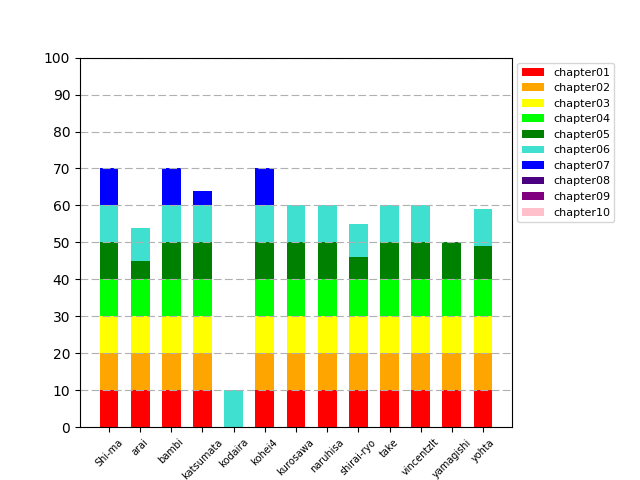 100
90
80
70
60
50
40
30
20
10
0
Shi-ma
arai
bambi
katsumata
kodaira
kohei4
kurosawa
naruhisa
shirai-ryo
take
vincentzlt
yamagishi
yohta
chapter01
chapter02
chapter03
chapter04
chapter05
chapter06
chapter07
chapter08
chapter09
chapter10